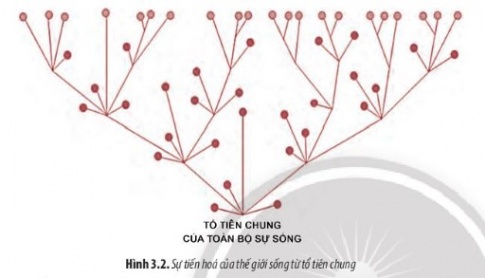 TỔ TIÊN CHUNG
CỦA TOÀN BỘ SỰ SỐNG
Hình 3.2. Sự tiến hoá của thế giới sống từ tổ tiên chung